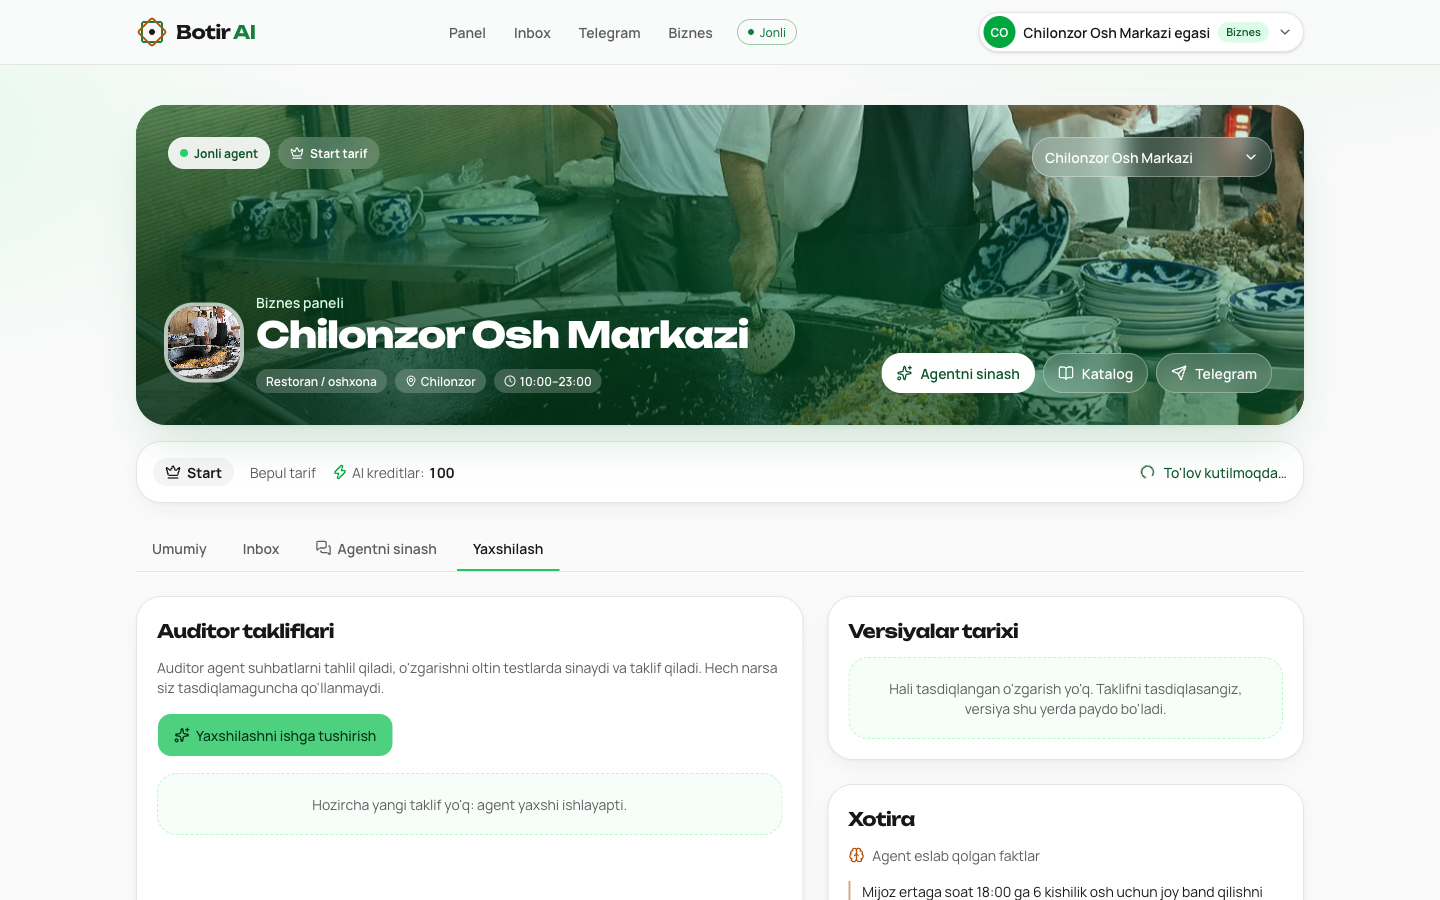 Botir AI
Panel
Inbox
Telegram
Biznes
Jonli
CO
Chilonzor Osh Markazi egasi
Biznes
Jonli agent
Start tarif
Chilonzor Osh Markazi
Biznes paneli
Chilonzor Osh Markazi
Restoran / oshxona
Chilonzor
10:00–23:00
Agentni sinash
Katalog
Telegram
Start
Bepul tarif
AI kreditlar: 100
To'lov kutilmoqda…
Umumiy
Inbox
Agentni sinash
Yaxshilash
Auditor takliflari
Auditor agent suhbatlarni tahlil qiladi, o'zgarishni oltin testlarda sinaydi va taklif qiladi. Hech narsa
siz tasdiqlamaguncha qo'llanmaydi.
Yaxshilashni ishga tushirish
Hozircha yangi taklif yo'q: agent yaxshi ishlayapti.
Versiyalar tarixi
Hali tasdiqlangan o'zgarish yo'q. Taklifni tasdiqlasangiz,
versiya shu yerda paydo bo'ladi.
Xotira
Agent eslab qolgan faktlar
Mijoz ertaga soat 18:00 ga 6 kishilik osh uchun joy band qilishni